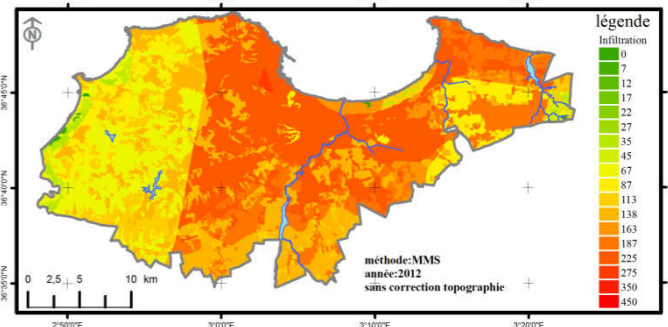 2°50'0"E
3°0'0"E
3°10'0"E
3°20'0"E
36°45'0"N
36°40'0"N
36°35'0"N
N
légende
Infiltration
0
7
12
17
22
27
35
45
67
87
113
138
163
187
225
275
350
450
méthode:MMS
année:2012
sans correction topographie
0 2,5 5 10 km